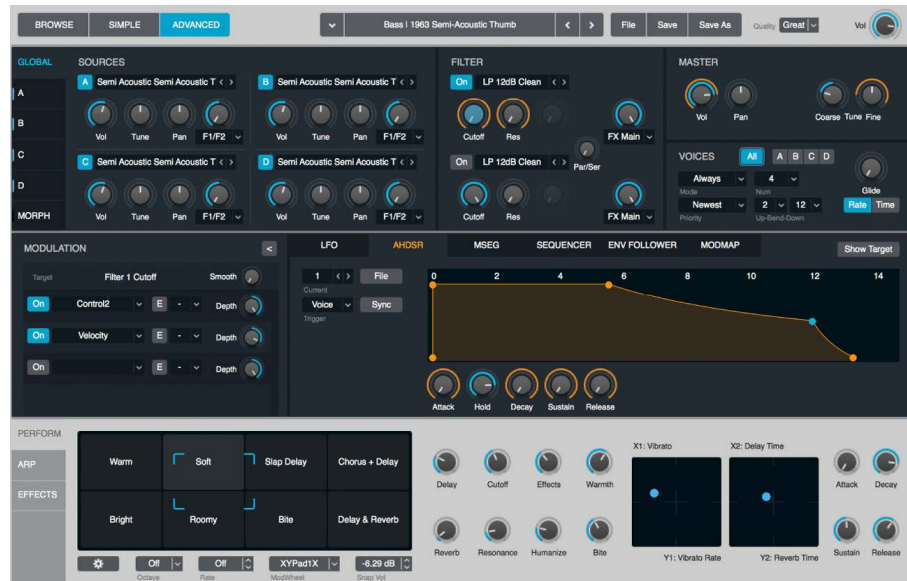 BROWSE SIMPLE ADVANCED Bass | 1963 Semi-Acoustic Thumb File Save Save As Quality Great Vol
GLOBAL SOURCES FILTER MASTER
A Semi Acoustic Semi Acoustic T B Semi Acoustic Semi Acoustic T On LP 12dB Clean
A
B
Vol Tune Pan F1/F2 Vol Tune Pan F1/F2 Cutoff Res FX Main Vol Pan Coarse Tune Fine
C
C Semi Acoustic Semi Acoustic T D Semi Acoustic Semi Acoustic T On LP 12dB Clean Par/Ser VOICES All A B C D
D
Always 4 Glide
Mode Num
MORPH Vol Tune Pan F1/F2 Vol Tune Pan F1/F2 Cutoff Res FX Main Newest 2 12 Rate Time
Priority Up-Bend-Down
MODULATION < LFO AHDSR MSEG SEQUENCER ENV FOLLOWER MODMAP Show Target
Target Filter 1 Cutoff Smooth 1 File 0 2 4 6 8 10 12 14
Current
On Control2 E - Depth Voice Sync
Trigger
On Velocity E - Depth
On E - Depth
Attack Hold Decay Sustain Release
PERFORM
ARP
EFFECTS
Warm Soft Slap Delay Chorus + Delay
Bright Roomy Bite Delay & Reverb
Off Off XYPad1X -6.29 dB
Octave Rate ModWheel Snap Vol
Delay Cutoff Effects Warmth
Reverb Resonance Humanize Bite
X1: Vibrato X2: Delay Time
Y1: Vibrato Rate Y2: Reverb Time
Attack Decay
Sustain Release